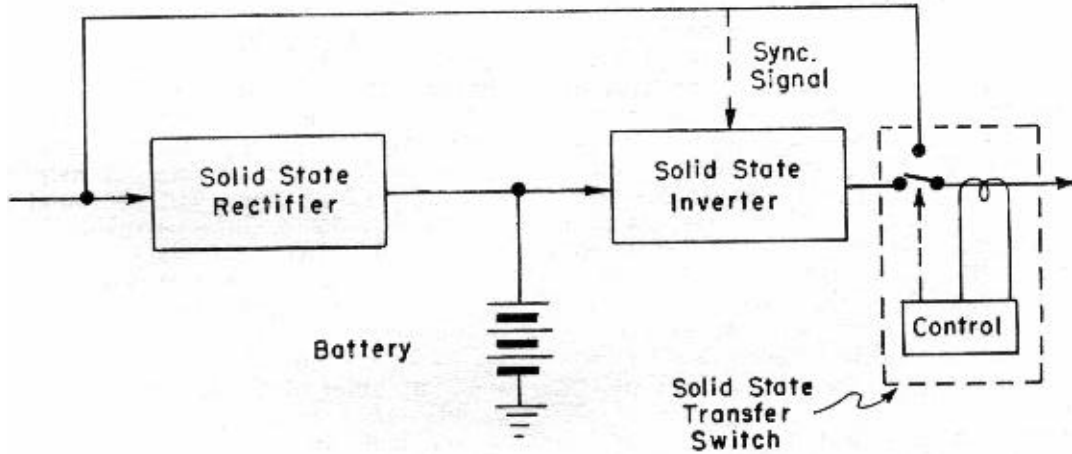 Sync.
Signal
Solid State
Rectifier
Solid State
Inverter
Battery
Control
Solid State
Transfer
Switch